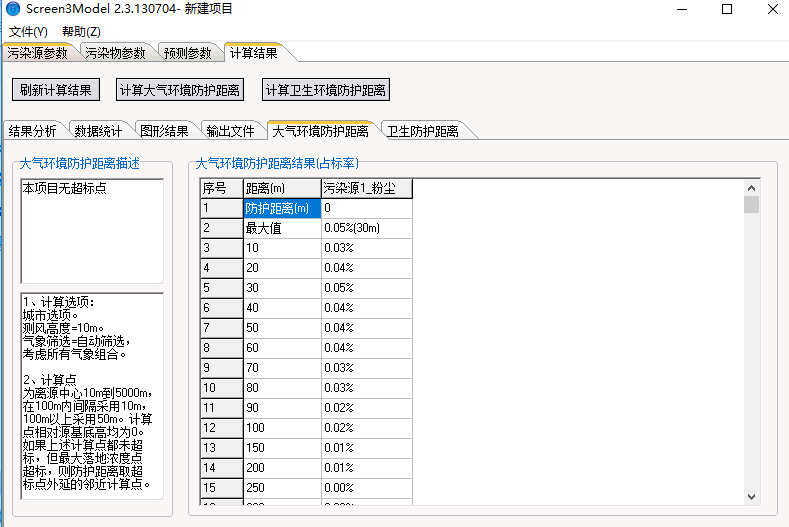 Screen3Model 2.3.130704- 新建项目
文件(Y) 帮助(Z)
污染源参数 污染物参数 预测参数 计算结果
刷新计算结果 计算大气环境防护距离 计算卫生环境防护距离
结果分析 数据统计 图形结果 输出文件 大气环境防护距离 卫生防护距离
大气环境防护距离描述
本项目无超标点
1、计算选项:
城市选项。
测风高度=10m。
气象筛选=自动筛选，
考虑所有气象组合。
2、计算点
为离源中心10m到5000m，
在100m内间隔采用10m，
100m以上采用50m。计算
点相对源基底高均为0。
如果上述计算点都未超
标，但最大落地浓度点
超标，则防护距离取超
标点外延的邻近计算点。
大气环境防护距离结果(占标率)
序号 距离(m) 污染源1_粉尘
1 防护距离(m) 0
2 最大值 0.05%(30m)
3 10 0.03%
4 20 0.04%
5 30 0.05%
6 40 0.04%
7 50 0.04%
8 60 0.04%
9 70 0.03%
10 80 0.03%
11 90 0.02%
12 100 0.02%
13 150 0.01%
14 200 0.01%
15 250 0.00%